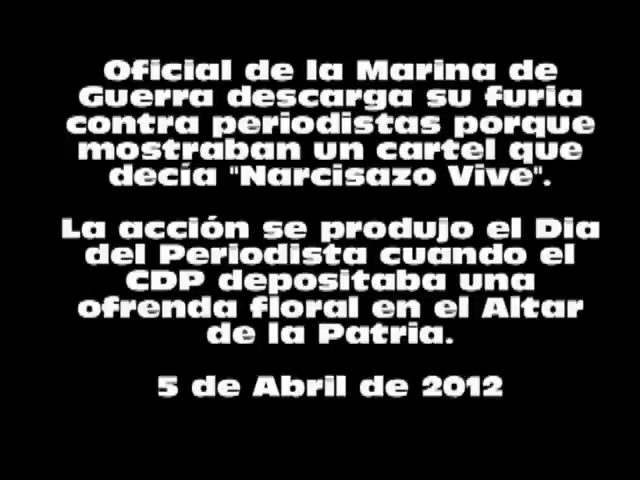 Oficial de la Marina de
Guerra descarga su furia
contra periodistas porque
mostraban un cartel que
decía "Narcisazo Vive".
La acción se produjo el Dia
del Periodista cuando el
CDP depositaba una
ofrenda floral en el Altar
de la Patria.
5 de Abril de 2012